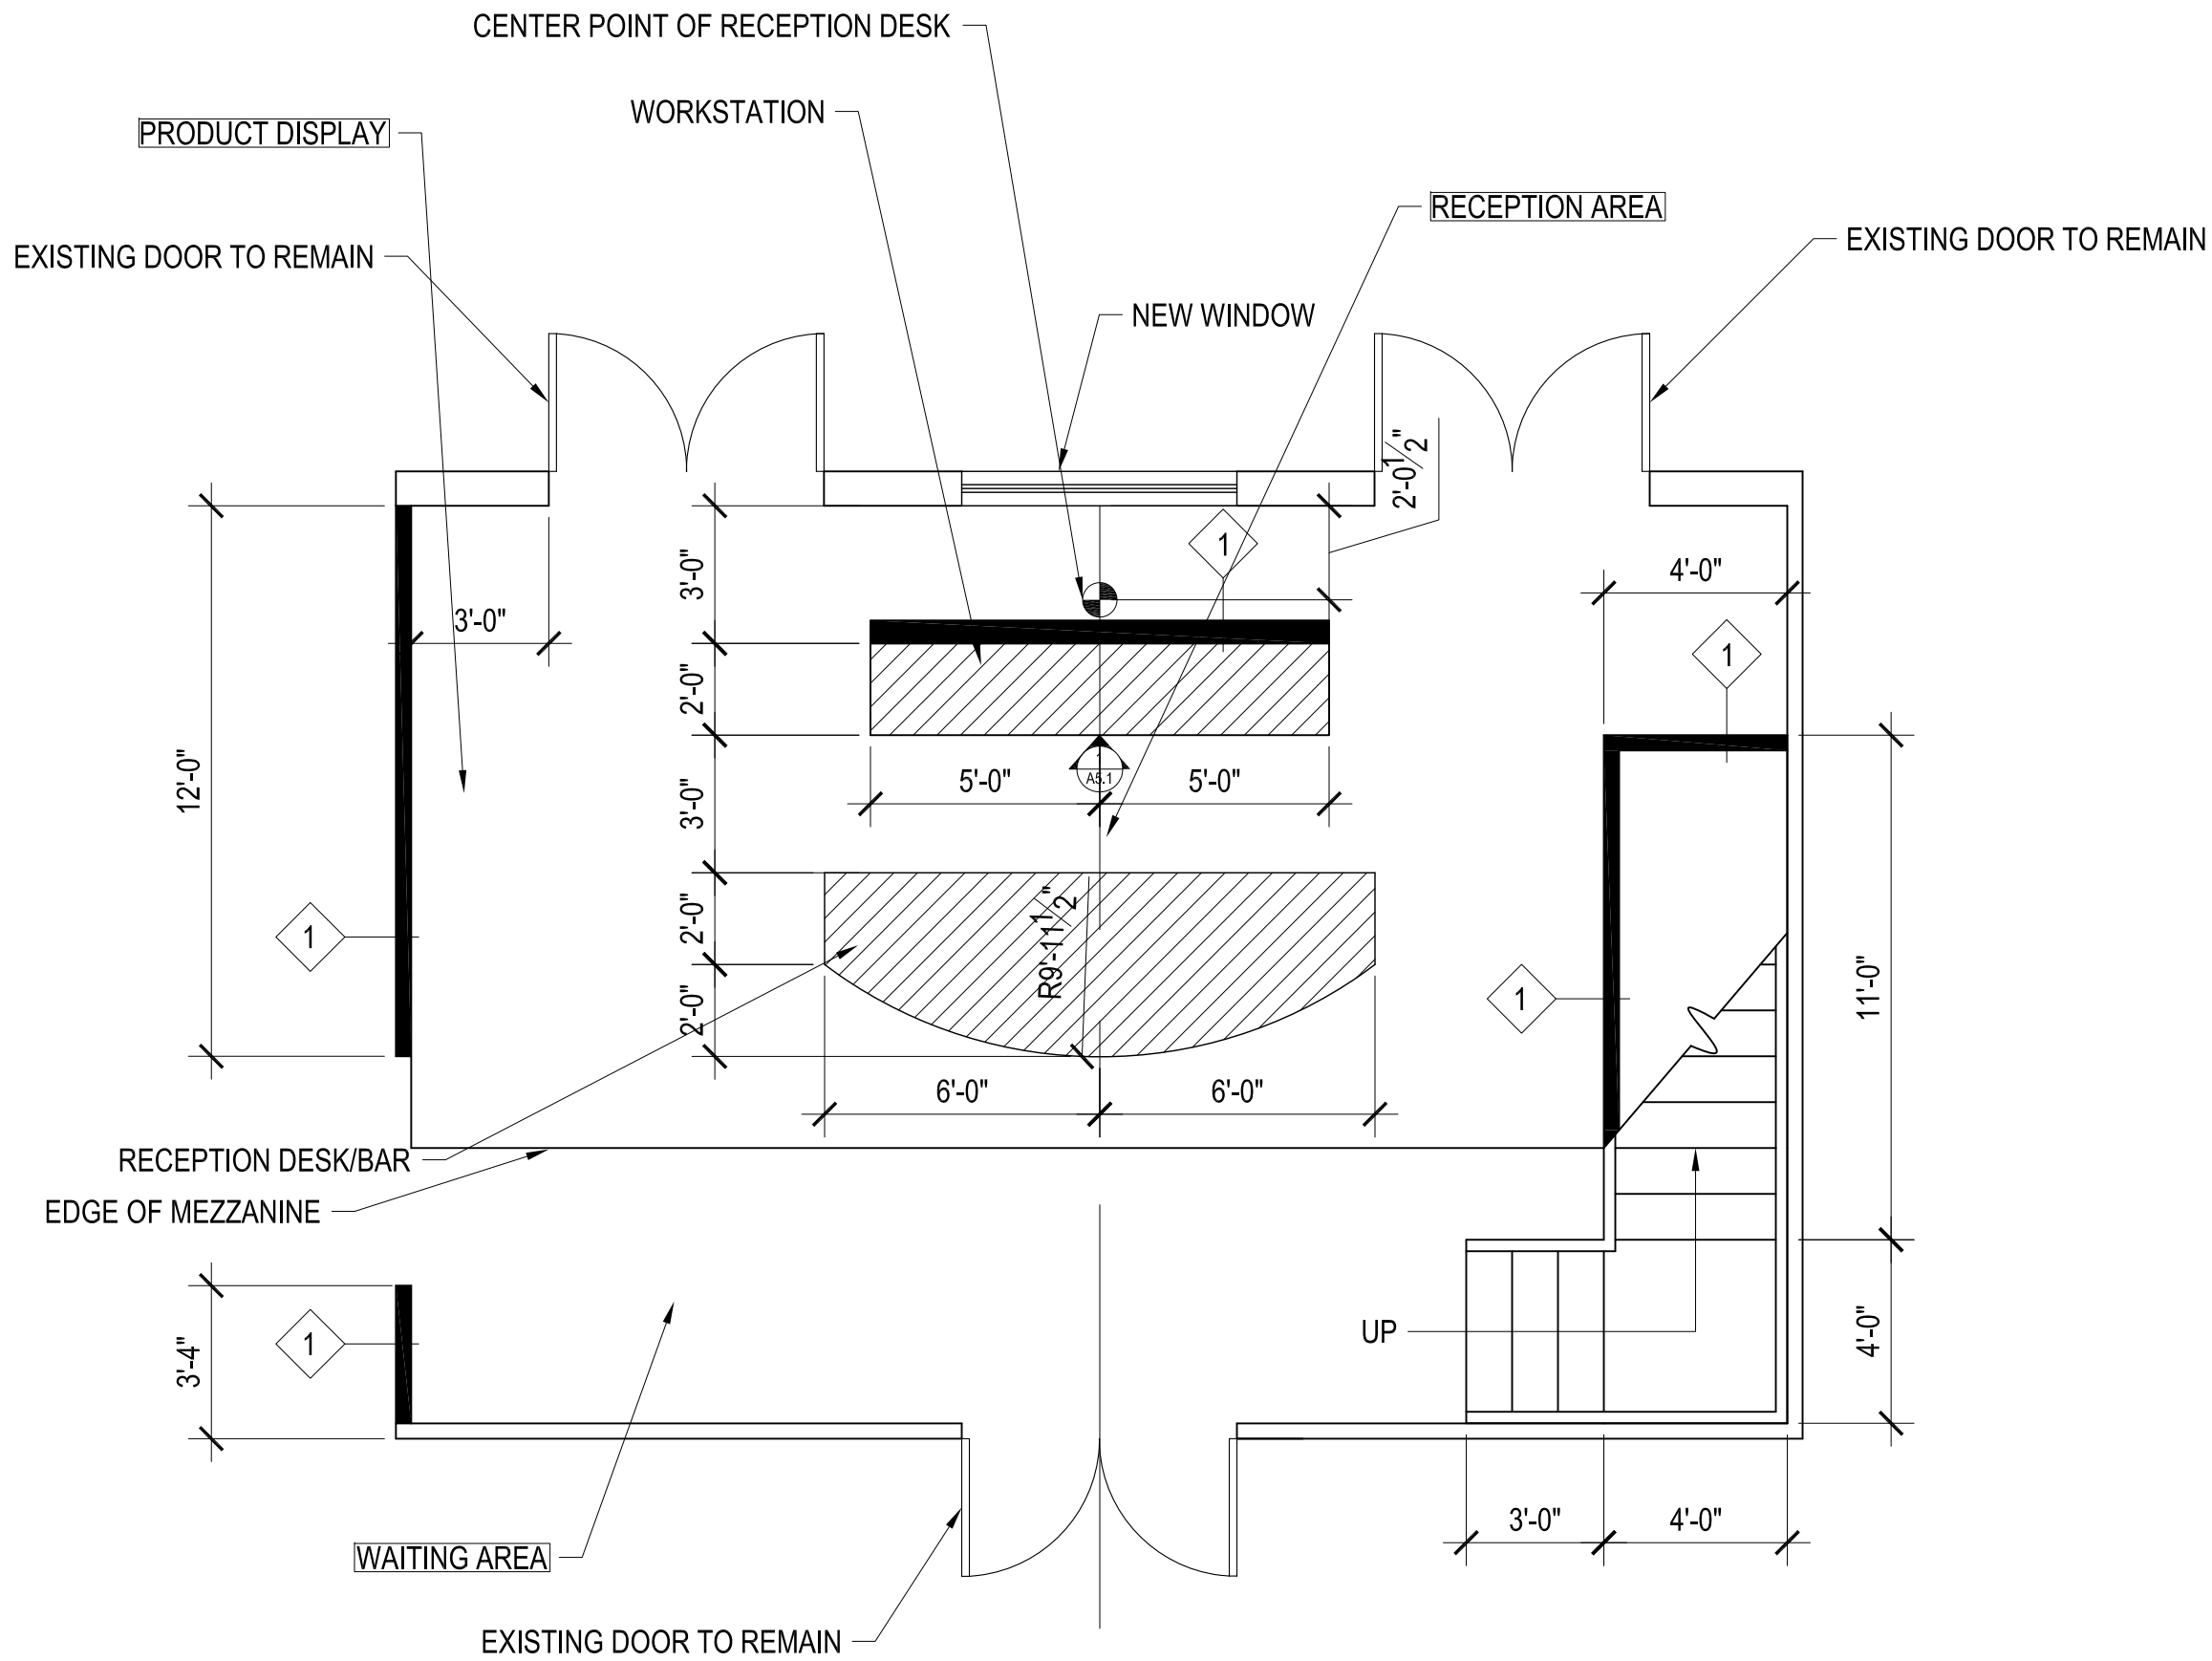 CENTER POINT OF RECEPTION DESK
WORKSTATION
PRODUCT DISPLAY
RECEPTION AREA
EXISTING DOOR TO REMAIN
EXISTING DOOR TO REMAIN
NEW WINDOW
2'-0 1/2"
1
3'-0"
4'-0"
3'-0"
1
2'-0"
12'-0"
3'-0"
1
A5.1
5'-0"
5'-0"
2'-0"
R9'-11 1/2"
1
1
11'-0"
2'-0"
6'-0"
6'-0"
RECEPTION DESK/BAR
EDGE OF MEZZANINE
3'-4"
1
UP
4'-0"
3'-0"
4'-0"
WAITING AREA
EXISTING DOOR TO REMAIN